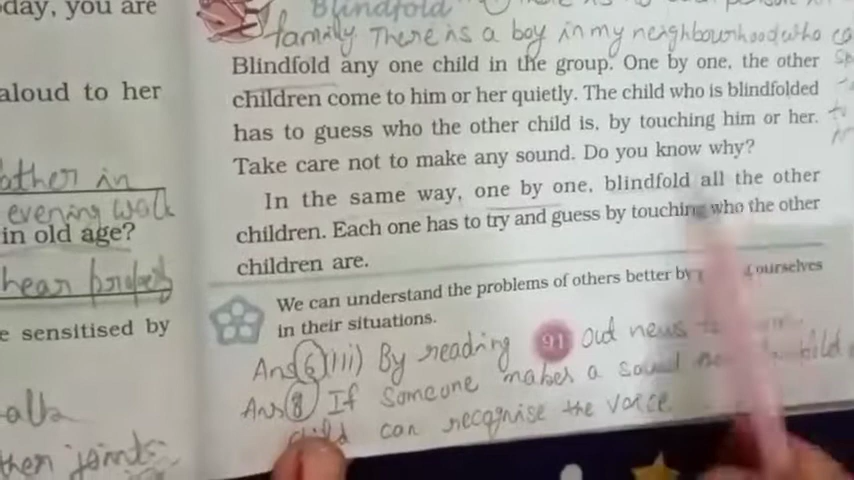 day, you are
aloud to her
father in
evening walk
in old age?
hear properly
e sensitised by
then joints
Blindfold
family There is a boy in my neighbourhood who ca
Blindfold any one child in the group. One by one, the other
children come to him or her quietly. The child who is blindfolded
has to guess who the other child is, by touching him or her.
Take care not to make any sound. Do you know why?
In the same way, one by one, blindfold all the other
children. Each one has to try and guess by touching who the other
children are.
We can understand the problems of others better by ourselves
in their situations.
91
Ans 6 (iii) By reading out news
Ans 8 If someone makes a sound
child can recognise the voice